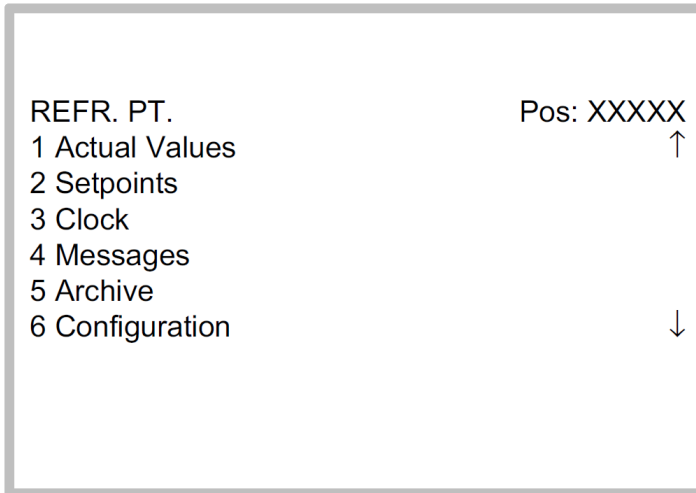 REFR. PT. Pos: XXXXX
1 Actual Values ↑
2 Setpoints
3 Clock
4 Messages
5 Archive
6 Configuration ↓